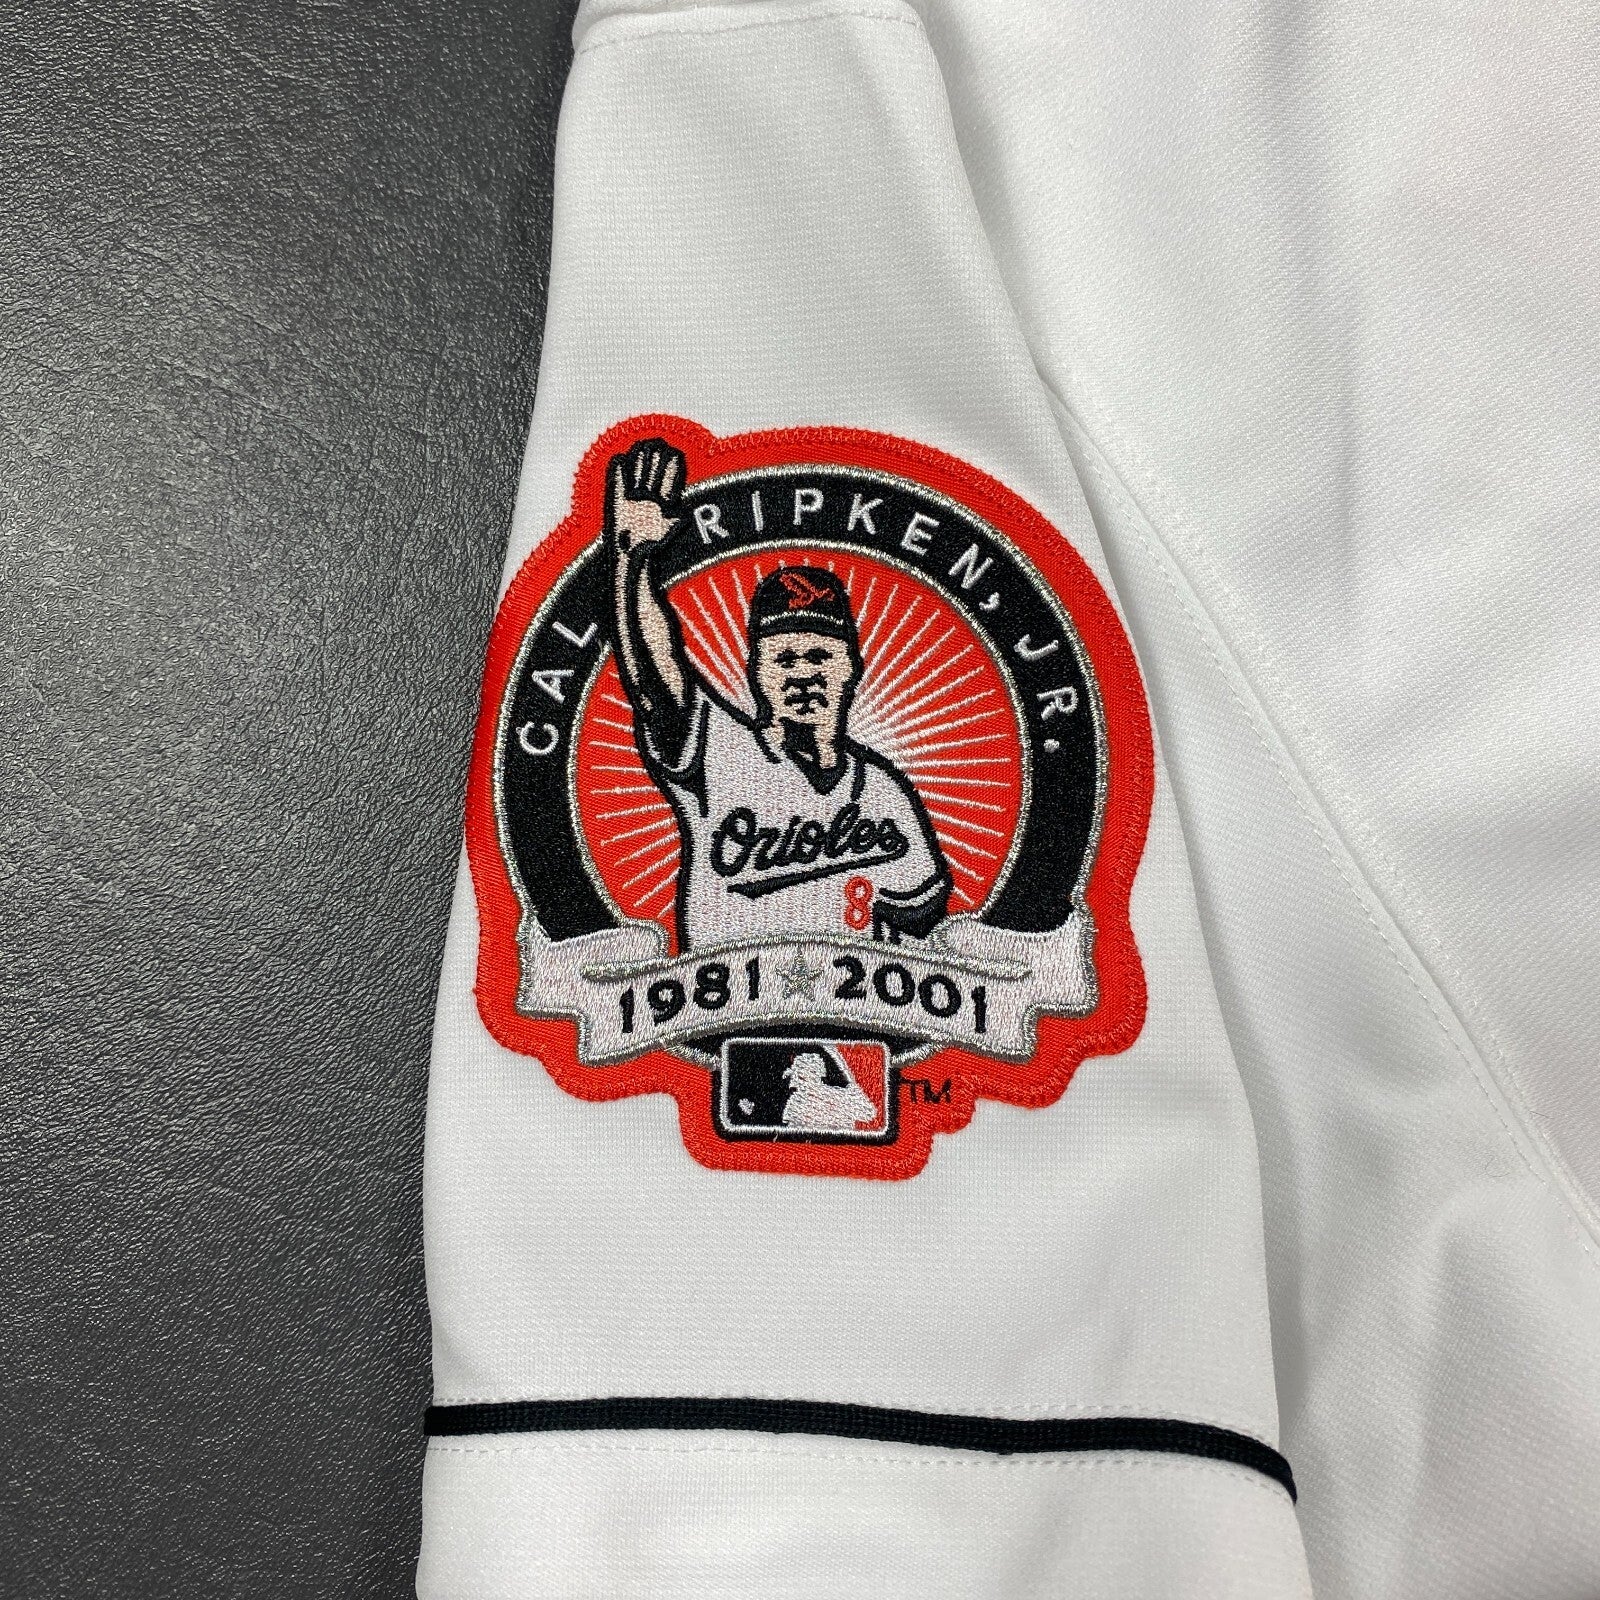 CAL RIPKEN, JR.
Orioles
8
1981 2001
TM